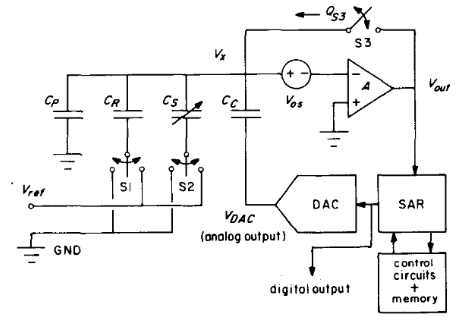 Q_S3
S3
V_x
C_P
C_R
C_S
C_C
+ -
V_os
-
A
+
V_out
S1
S2
V_ref
GND
V_DAC
(analog output)
DAC
SAR
digital output
control
circuits
+
memory